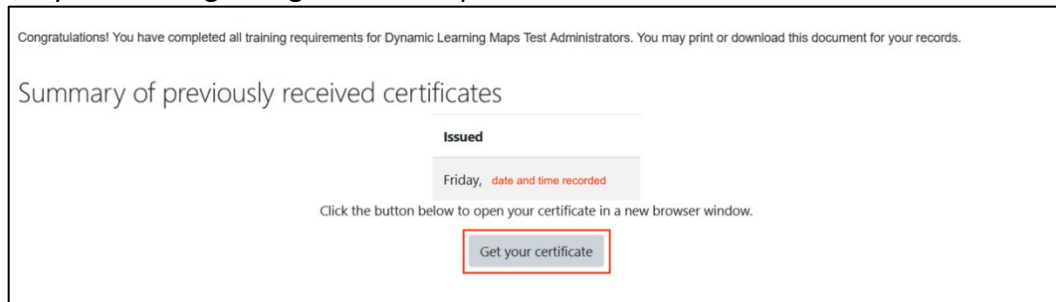 Congratulations! You have completed all training requirements for Dynamic Learning Maps Test Administrators. You may print or download this document for your records.
Summary of previously received certificates
Issued
Friday, date and time recorded
Click the button below to open your certificate in a new browser window.
Get your certificate